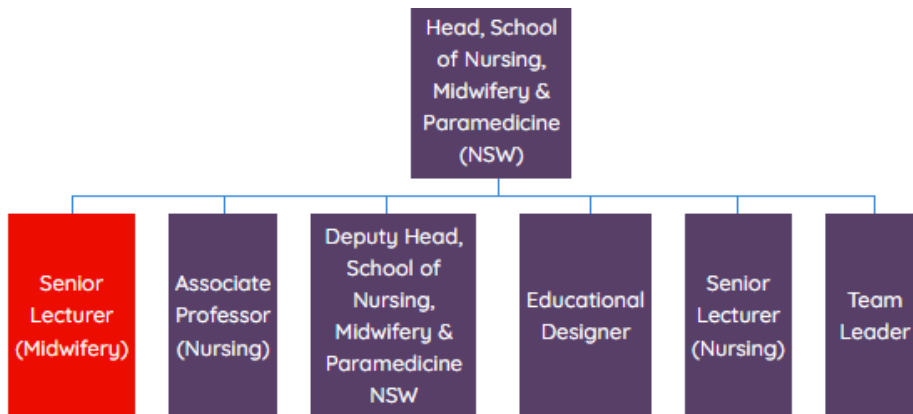 Head, School
of Nursing,
Midwifery &
Paramedicine
(NSW)
Senior
Lecturer
(Midwifery)
Associate
Professor
(Nursing)
Deputy Head,
School of
Nursing,
Midwifery &
Paramedicine
NSW
Educational
Designer
Senior
Lecturer
(Nursing)
Team
Leader